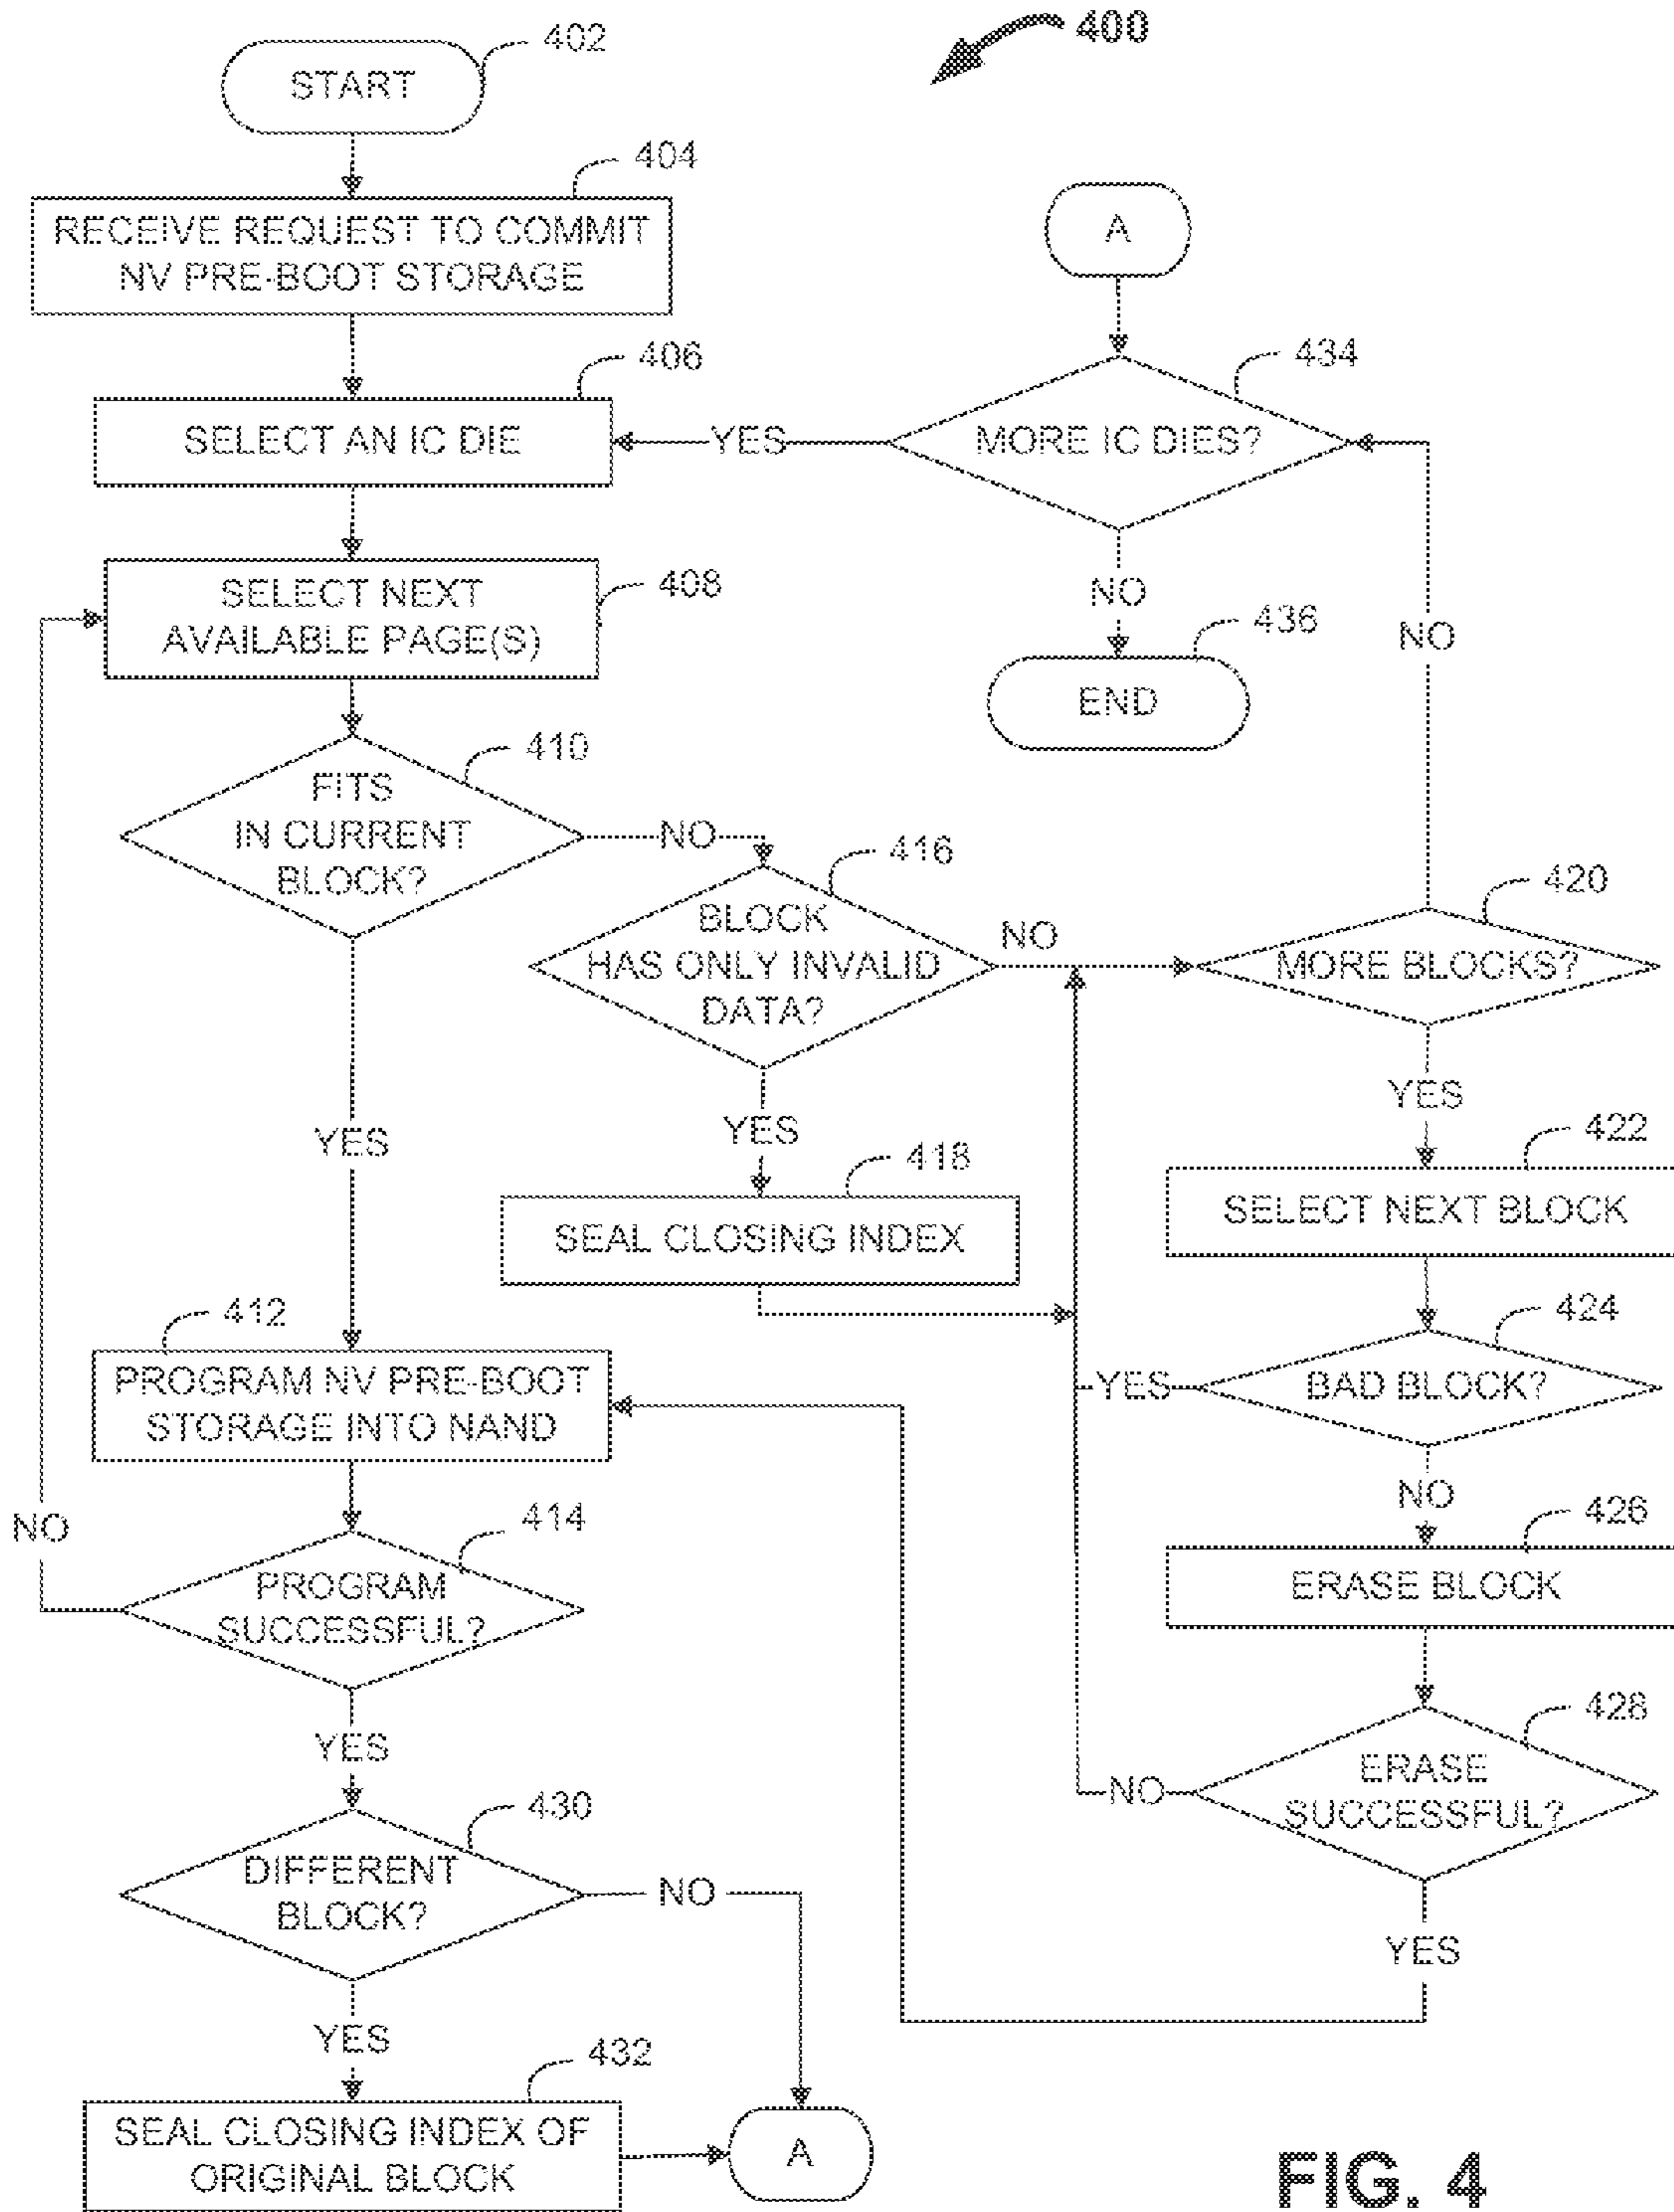 400
402
START
404
RECEIVE REQUEST TO COMMIT
NV PRE-BOOT STORAGE
A
406
SELECT AN IC DIE
YES
434
MORE IC DIES?
408
SELECT NEXT
AVAILABLE PAGE(S)
NO
436
END
NO
410
FITS
IN CURRENT
BLOCK?
NO
416
BLOCK
HAS ONLY INVALID
DATA?
NO
420
MORE BLOCKS?
YES
YES
YES
418
SEAL CLOSING INDEX
422
SELECT NEXT BLOCK
412
PROGRAM NV PRE-BOOT
STORAGE INTO NAND
424
BAD BLOCK?
YES
NO
NO
414
PROGRAM
SUCCESSFUL?
426
ERASE BLOCK
YES
428
ERASE
SUCCESSFUL?
NO
430
DIFFERENT
BLOCK?
NO
YES
YES
432
SEAL CLOSING INDEX OF
ORIGINAL BLOCK
A
FIG. 4